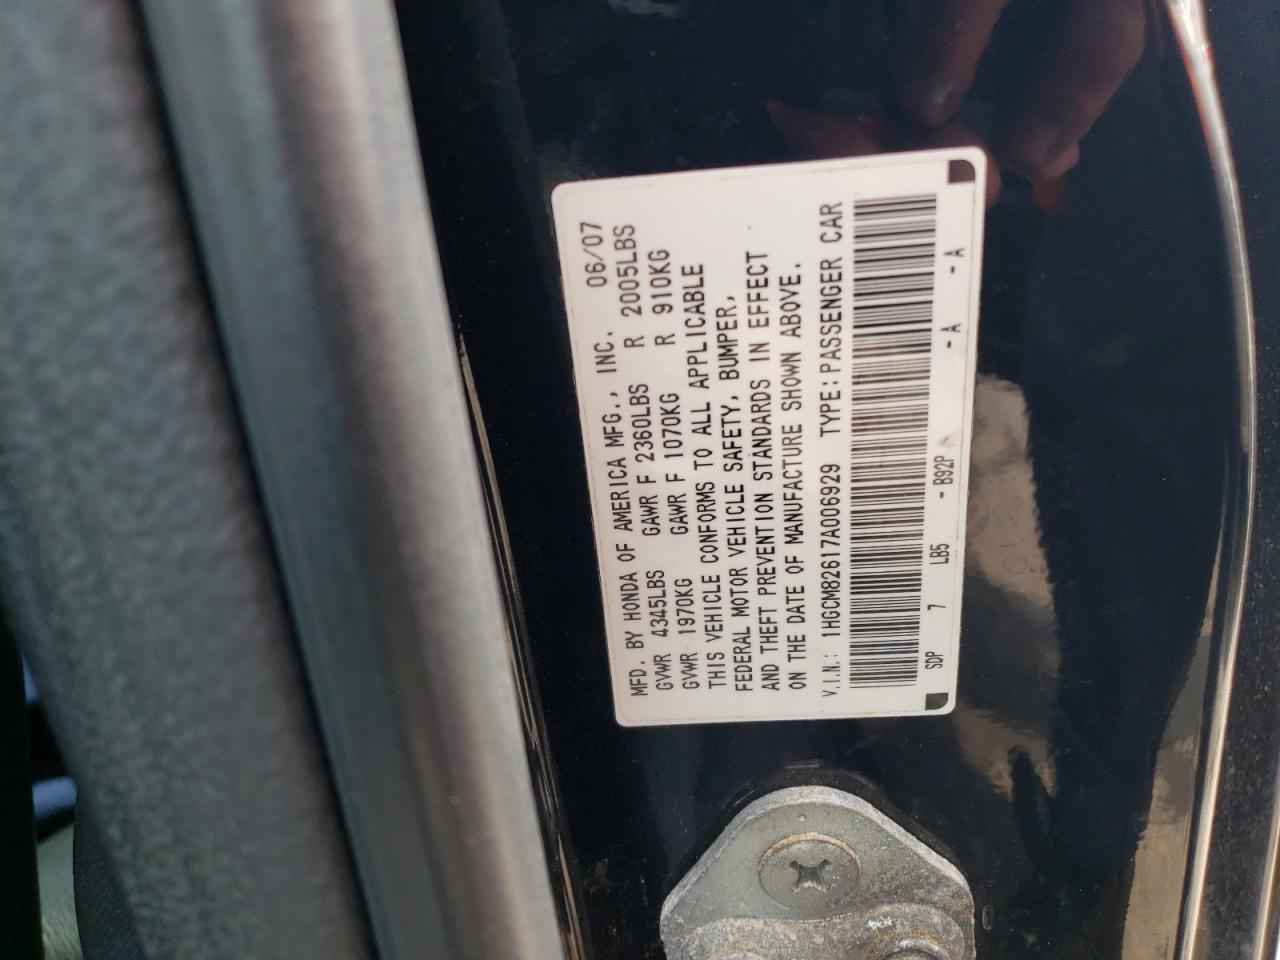 MFD. BY HONDA OF AMERICA MFG., INC. 06/07
GVWR 4345LBS GAWR F 2360LBS R 2005LBS
GVWR 1970KG GAWR F 1070KG R 910KG
THIS VEHICLE CONFORMS TO ALL APPLICABLE
FEDERAL MOTOR VEHICLE SAFETY, BUMPER,
AND THEFT PREVENTION STANDARDS IN EFFECT
ON THE DATE OF MANUFACTURE SHOWN ABOVE.
V.I.N.: 1HGCM82617A006929 TYPE:PASSENGER CAR
SDP 7 LB5 - B92P - A - A